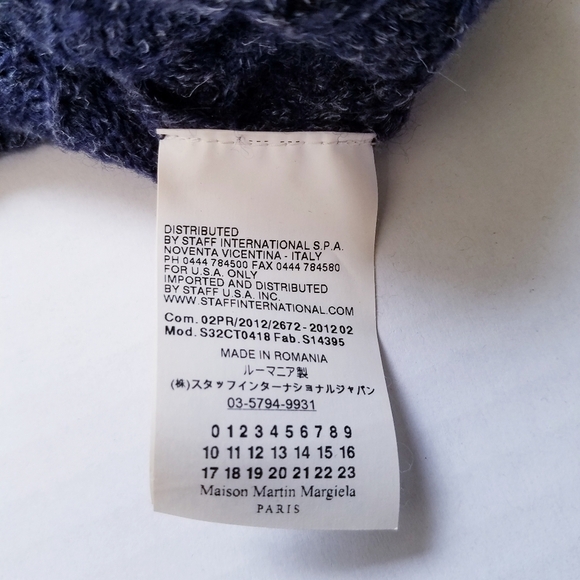 DISTRIBUTED
BY STAFF INTERNATIONAL S.P.A.
NOVENTA VICENTINA - ITALY
PH 0444 784500 FAX 0444 784580
FOR U.S.A. ONLY
IMPORTED AND DISTRIBUTED
BY STAFF U.S.A. INC.
WWW.STAFFINTERNATIONAL.COM
Com. 02PR/2012/2672 - 201202
Mod. S32CT0418 Fab. S14395
MADE IN ROMANIA
ルーマニア製
(株)スタッフインターナショナルジャパン
03-5794-9931
0 1 2 3 4 5 6 7 8 9
10 11 12 13 14 15 16
17 18 19 20 21 22 23
Maison Martin Margiela
PARIS